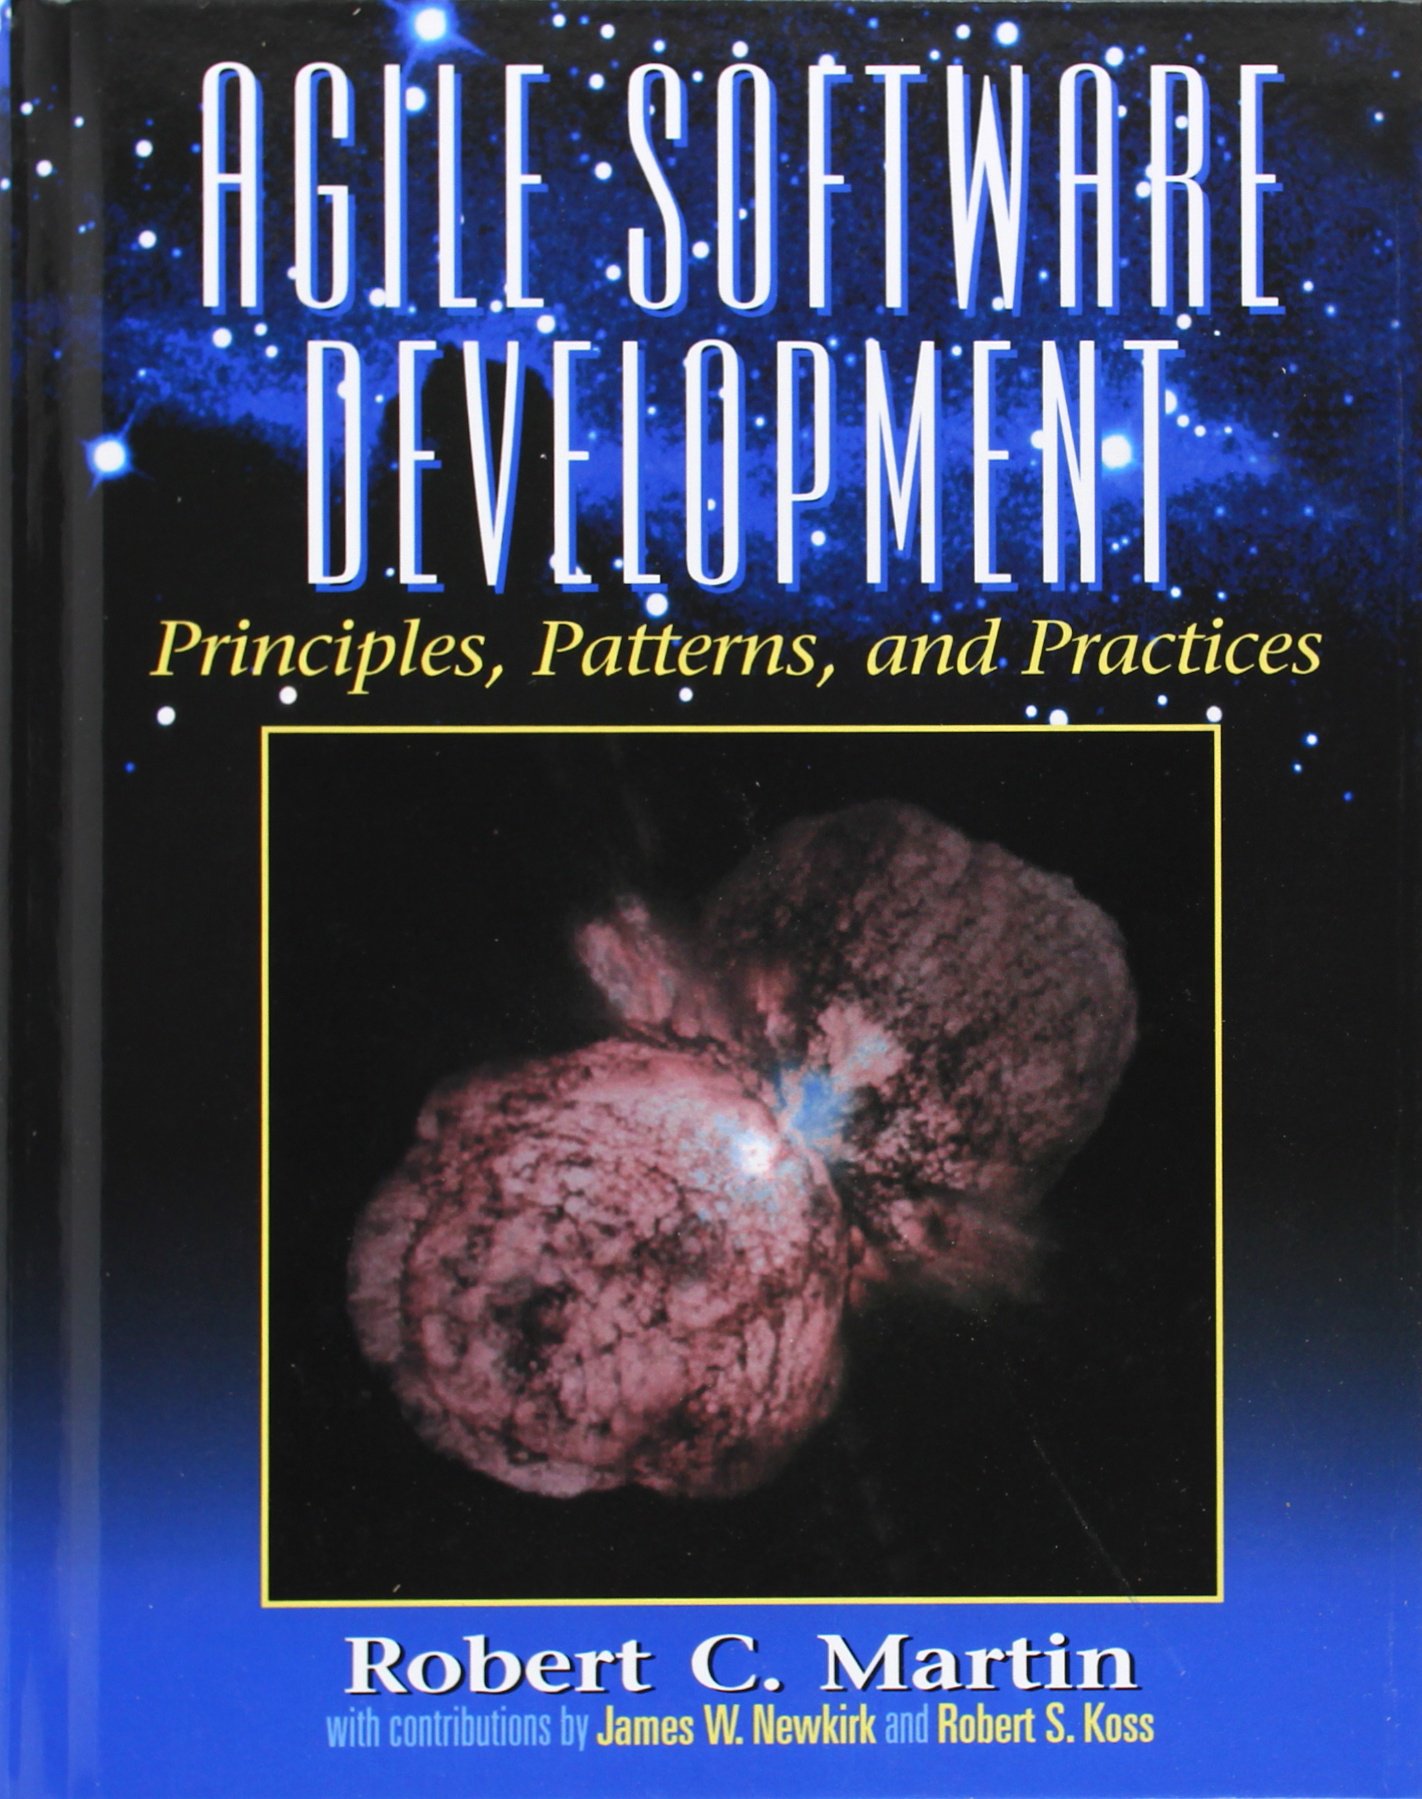 AGILE SOFTWARE
DEVELOPMENT
Principles, Patterns, and Practices
Robert C. Martin
with contributions by James W. Newkirk and Robert S. Koss